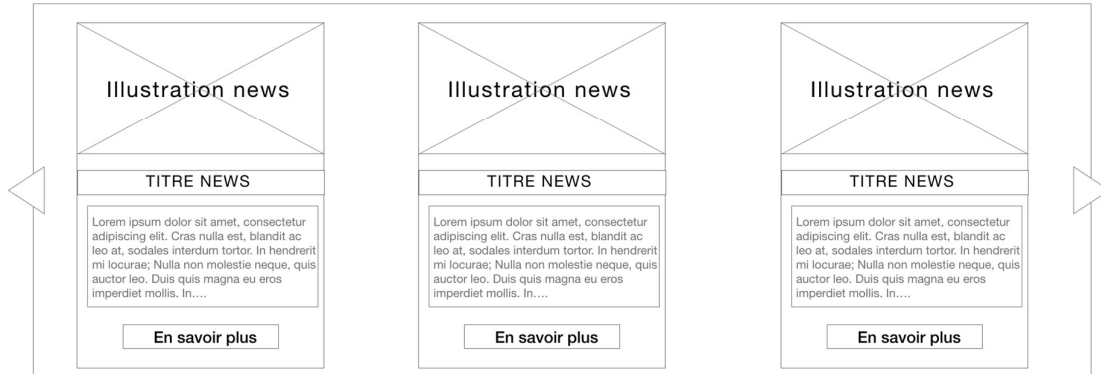 Illustration news
TITRE NEWS
Lorem ipsum dolor sit amet, consectetur
adipiscing elit. Cras nulla est, blandit ac
leo at, sodales interdum tortor. In hendrerit
mi locurae; Nulla non molestie neque, quis
auctor leo. Duis quis magna eu eros
imperdiet mollis. In….
En savoir plus
Illustration news
TITRE NEWS
Lorem ipsum dolor sit amet, consectetur
adipiscing elit. Cras nulla est, blandit ac
leo at, sodales interdum tortor. In hendrerit
mi locurae; Nulla non molestie neque, quis
auctor leo. Duis quis magna eu eros
imperdiet mollis. In….
En savoir plus
Illustration news
TITRE NEWS
Lorem ipsum dolor sit amet, consectetur
adipiscing elit. Cras nulla est, blandit ac
leo at, sodales interdum tortor. In hendrerit
mi locurae; Nulla non molestie neque, quis
auctor leo. Duis quis magna eu eros
imperdiet mollis. In….
En savoir plus